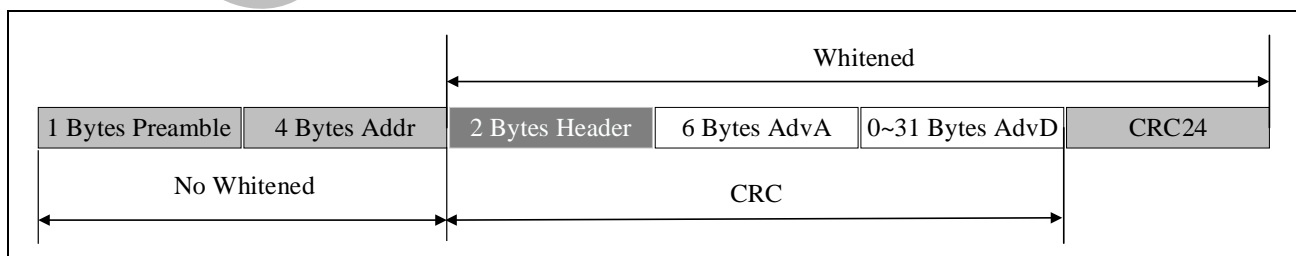 Whitened
1 Bytes Preamble 4 Bytes Addr 2 Bytes Header 6 Bytes AdvA 0~31 Bytes AdvD CRC24
No Whitened CRC